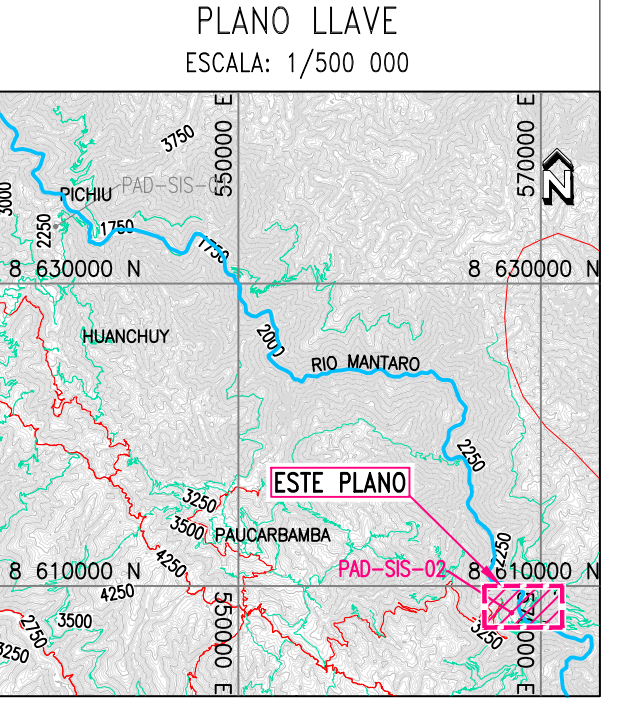 PLANO LLAVE
ESCALA: 1/500 000
550000 E
570000 E
3750
3000
PICHIU
PAD-SIS-0
2250
1750
1750
8 630000 N
8 630000 N
2000
HUANCHUY
RIO MANTARO
2250
ESTE PLANO
3250
3500
PAUCARBAMBA
4250
2250
8 610000 N
PAD-SIS-02
8 610000 N
4250
3500
2750
3250
550000 E
3250
570000 E
N